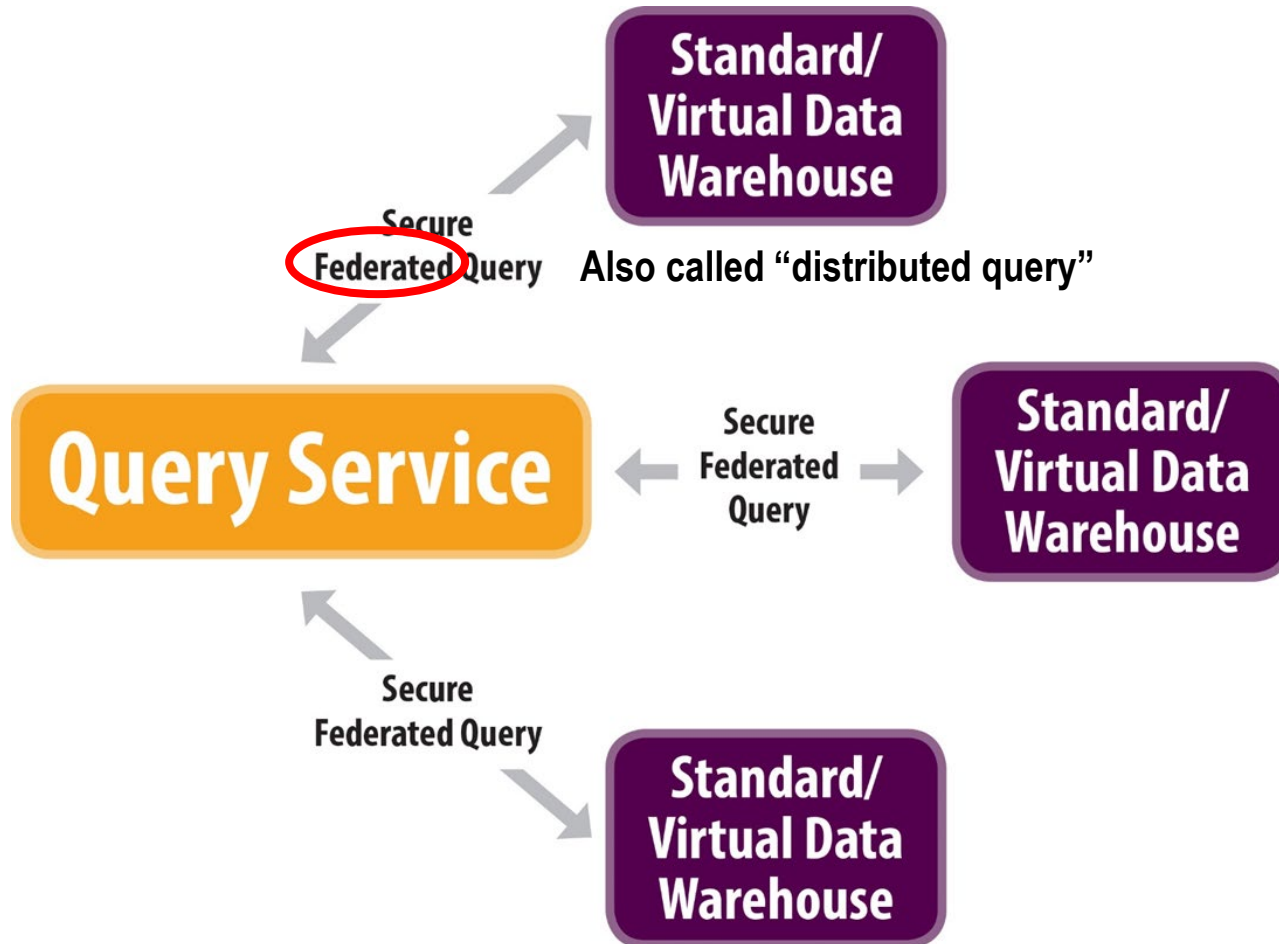 Standard/
Virtual Data
Warehouse
Secure
Federated Query
Also called “distributed query”
Query Service
Secure
Federated
Query
Standard/
Virtual Data
Warehouse
Secure
Federated Query
Standard/
Virtual Data
Warehouse